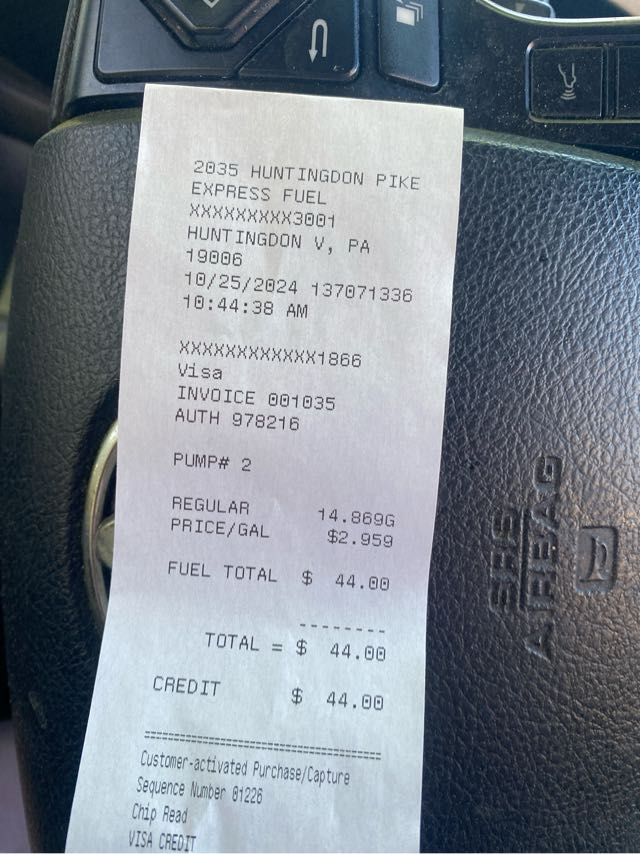 2035 HUNTINGDON PIKE
EXPRESS FUEL
XXXXXXXXX3001
HUNTINGDON V, PA
19006
10/25/2024 137071336
10:44:38 AM
XXXXXXXXXXXX1866
Visa
INVOICE 001035
AUTH 978216
PUMP# 2
REGULAR 14.869G
PRICE/GAL $2.959
FUEL TOTAL $ 44.00
--------
TOTAL = $ 44.00
CREDIT $ 44.00
=======================================
Customer-activated Purchase/Capture
Sequence Number 01226
Chip Read
VISA CREDIT
SRS
AIRBAG